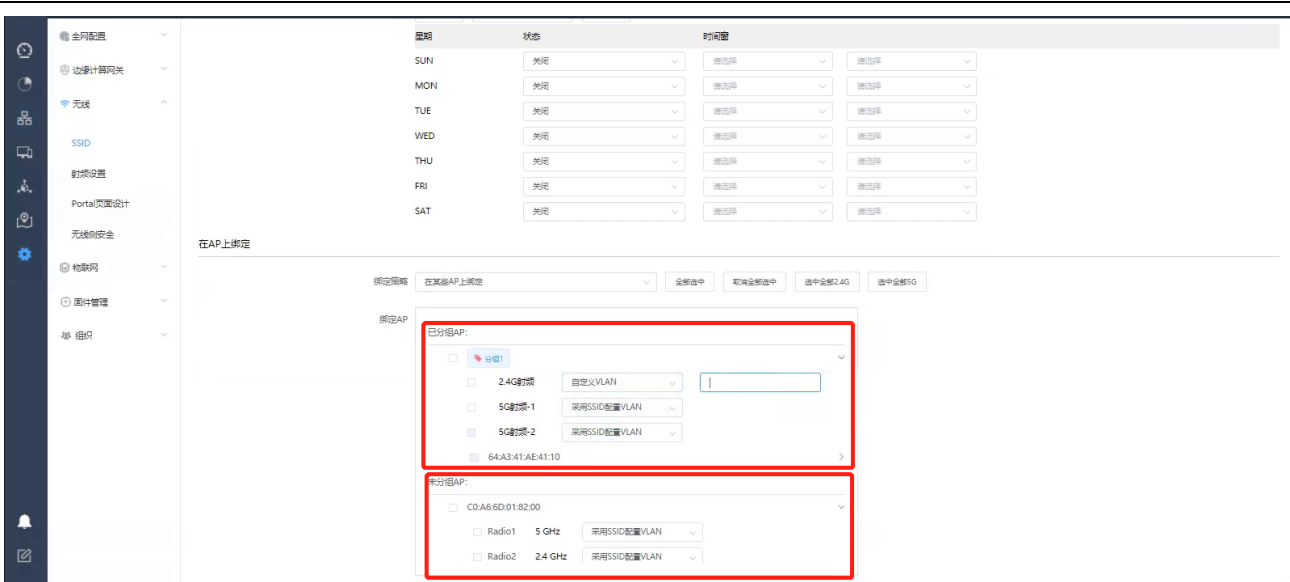 全网配置
边缘计算网关
无线
SSID
射频设置
Portal页面设计
无线侧安全
物联网
固件管理
组织
星期 状态 时间窗
SUN 关闭 请选择 请选择
MON 关闭 请选择 请选择
TUE 关闭 请选择 请选择
WED 关闭 请选择 请选择
THU 关闭 请选择 请选择
FRI 关闭 请选择 请选择
SAT 关闭 请选择 请选择
在AP上绑定
绑定策略 在某些AP上绑定 全部选中 取消全部选中 选中全部2.4G 选中全部5G
绑定AP
已分组AP:
分组1
2.4G射频 自定义VLAN
5G射频-1 采用SSID配置VLAN
5G射频-2 采用SSID配置VLAN
64:A3:41:AE:41:10
未分组AP:
C0:A6:6D:01:82:00
Radio1 5 GHz 采用SSID配置VLAN
Radio2 2.4 GHz 采用SSID配置VLAN